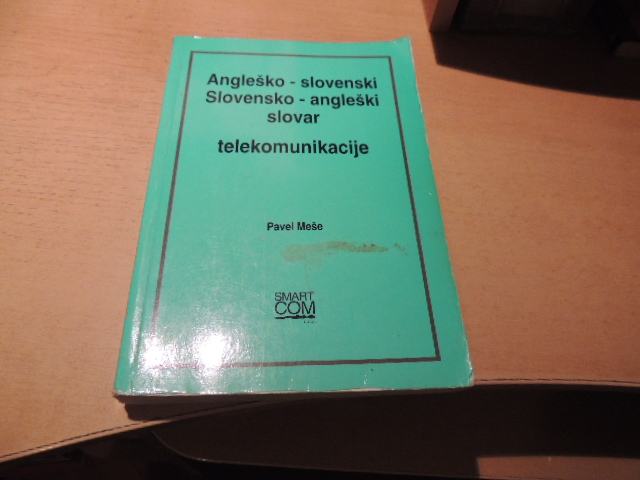 Angleško - slovenski
Slovensko - angleški
slovar
telekomunikacije
Pavel Meše
SMART
COM